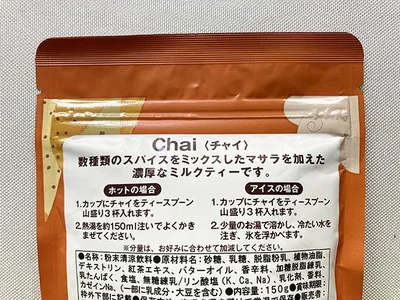 Chai〈チャイ〉
数種類のスパイスをミックスしたマサラを加えた
濃厚なミルクティーです。
ホットの場合
1.カップにチャイをティースプーン
山盛り3杯入れます。
2.熱湯を約150ml注いでよくかき
まぜてください。
アイスの場合
1.カップにチャイをティースプーン
山盛り3杯入れます。
2.少量のお湯で溶かし、冷たい水を
注ぎ、氷を浮かべます。
※分量は、お好みに合わせて加減してください。
●名称:粉末清涼飲料●原材料名:砂糖、乳糖、脱脂粉乳、植物油脂、
デキストリン、紅茶エキス、バターオイル、香辛料、加糖脱脂練乳、
乳たんぱく、食塩、無糖練乳/リン酸塩(K、Ca、Na)、乳化剤、香料、
カゼインNa、(一部に乳成分・大豆を含む)●内容量:150g●賞味期限:
枠外下部に記載